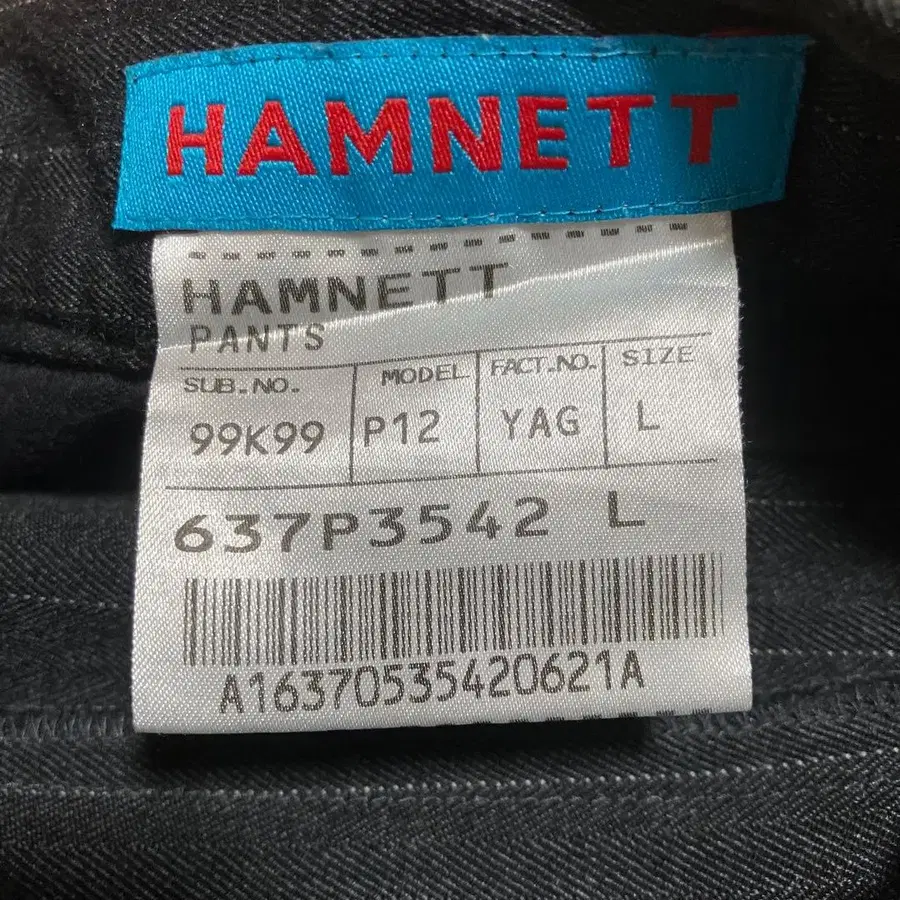 HAMNETT
HAMNETT
PANTS
SUB.NO. MODEL FACT.NO. SIZE
99K99 P12 YAG L
637P3542 L
A16370535420621A